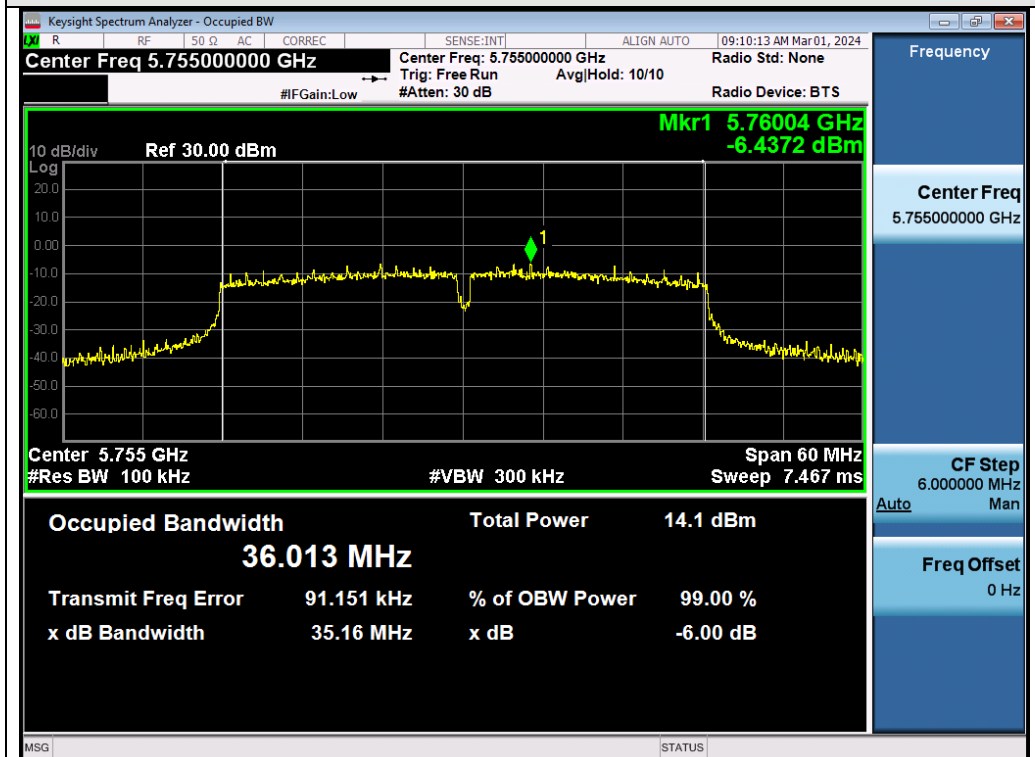 Keysight Spectrum Analyzer - Occupied BW
LXI R RF 50 Ω AC CORREC SENSE:INT ALIGN AUTO 09:10:13 AM Mar 01, 2024
Center Freq 5.755000000 GHz
Center Freq: 5.755000000 GHz Radio Std: None
Trig: Free Run Avg|Hold: 10/10
#IFGain:Low #Atten: 30 dB Radio Device: BTS
Mkr1 5.76004 GHz
-6.4372 dBm
10 dB/div Ref 30.00 dBm
Log
20.0
10.0
0.00
-10.0
-20.0
-30.0
-40.0
-50.0
-60.0
1
Center 5.755 GHz Span 60 MHz
#Res BW 100 kHz #VBW 300 kHz Sweep 7.467 ms
Occupied Bandwidth Total Power 14.1 dBm
36.013 MHz
Transmit Freq Error 91.151 kHz % of OBW Power 99.00 %
x dB Bandwidth 35.16 MHz x dB -6.00 dB
MSG STATUS
Frequency
Center Freq
5.755000000 GHz
CF Step
6.000000 MHz
Auto Man
Freq Offset
0 Hz